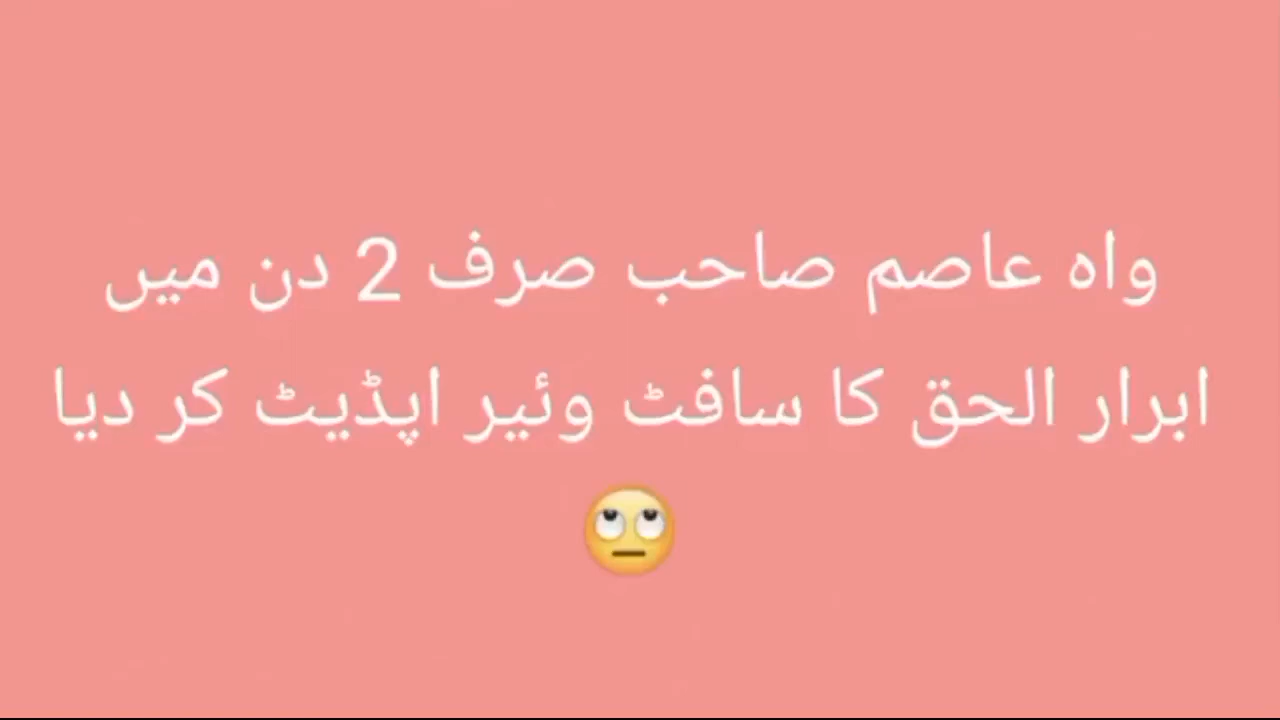 واہ عاصم صاحب صرف 2 دن میں
ابرار الحق کا سافٹ وئیر اپڈیٹ کر دیا
🙄